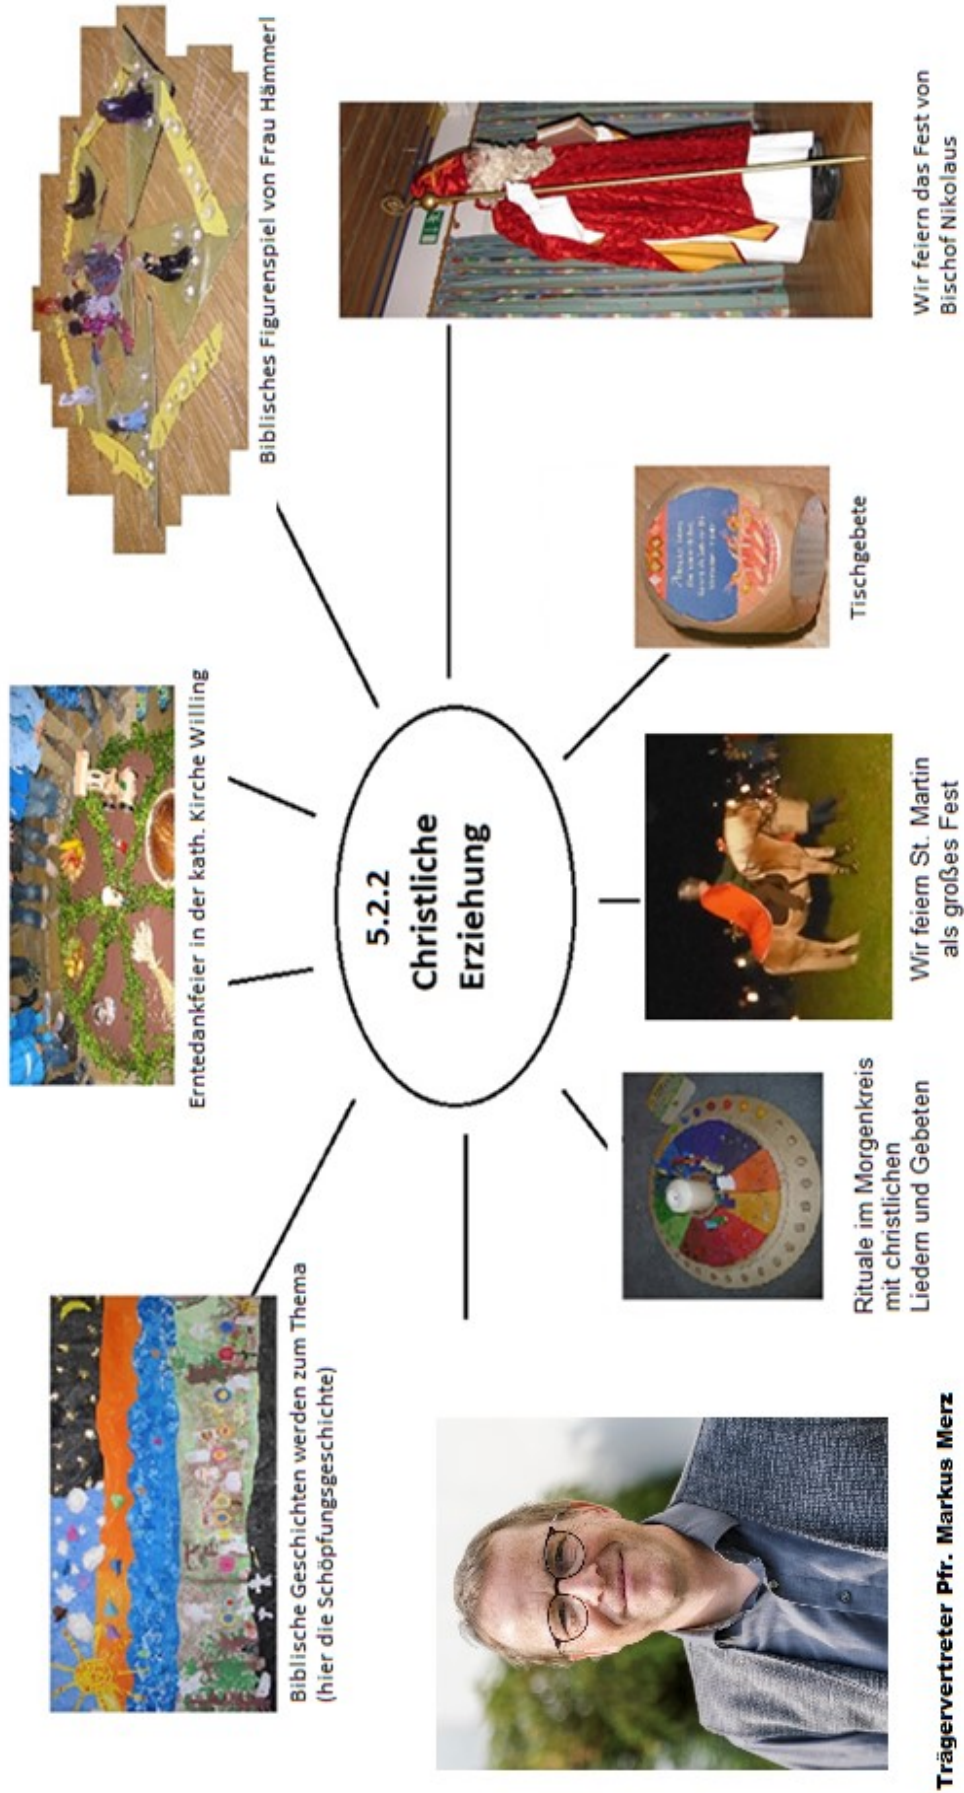 Biblische Geschichten werden zum Thema
(hier die Schöpfungsgeschichte)
Erntedankfeier in der kath. Kirche Willing
Biblisches Figurenspiel von Frau Hämmerl
5.2.2
Christliche
Erziehung
Trägervertreter Pfr. Markus Merz
Rituale im Morgenkreis
mit christlichen
Liedern und Gebeten
Wir feiern St. Martin
als großes Fest
Tischgebete
Wir feiern das Fest von
Bischof Nikolaus